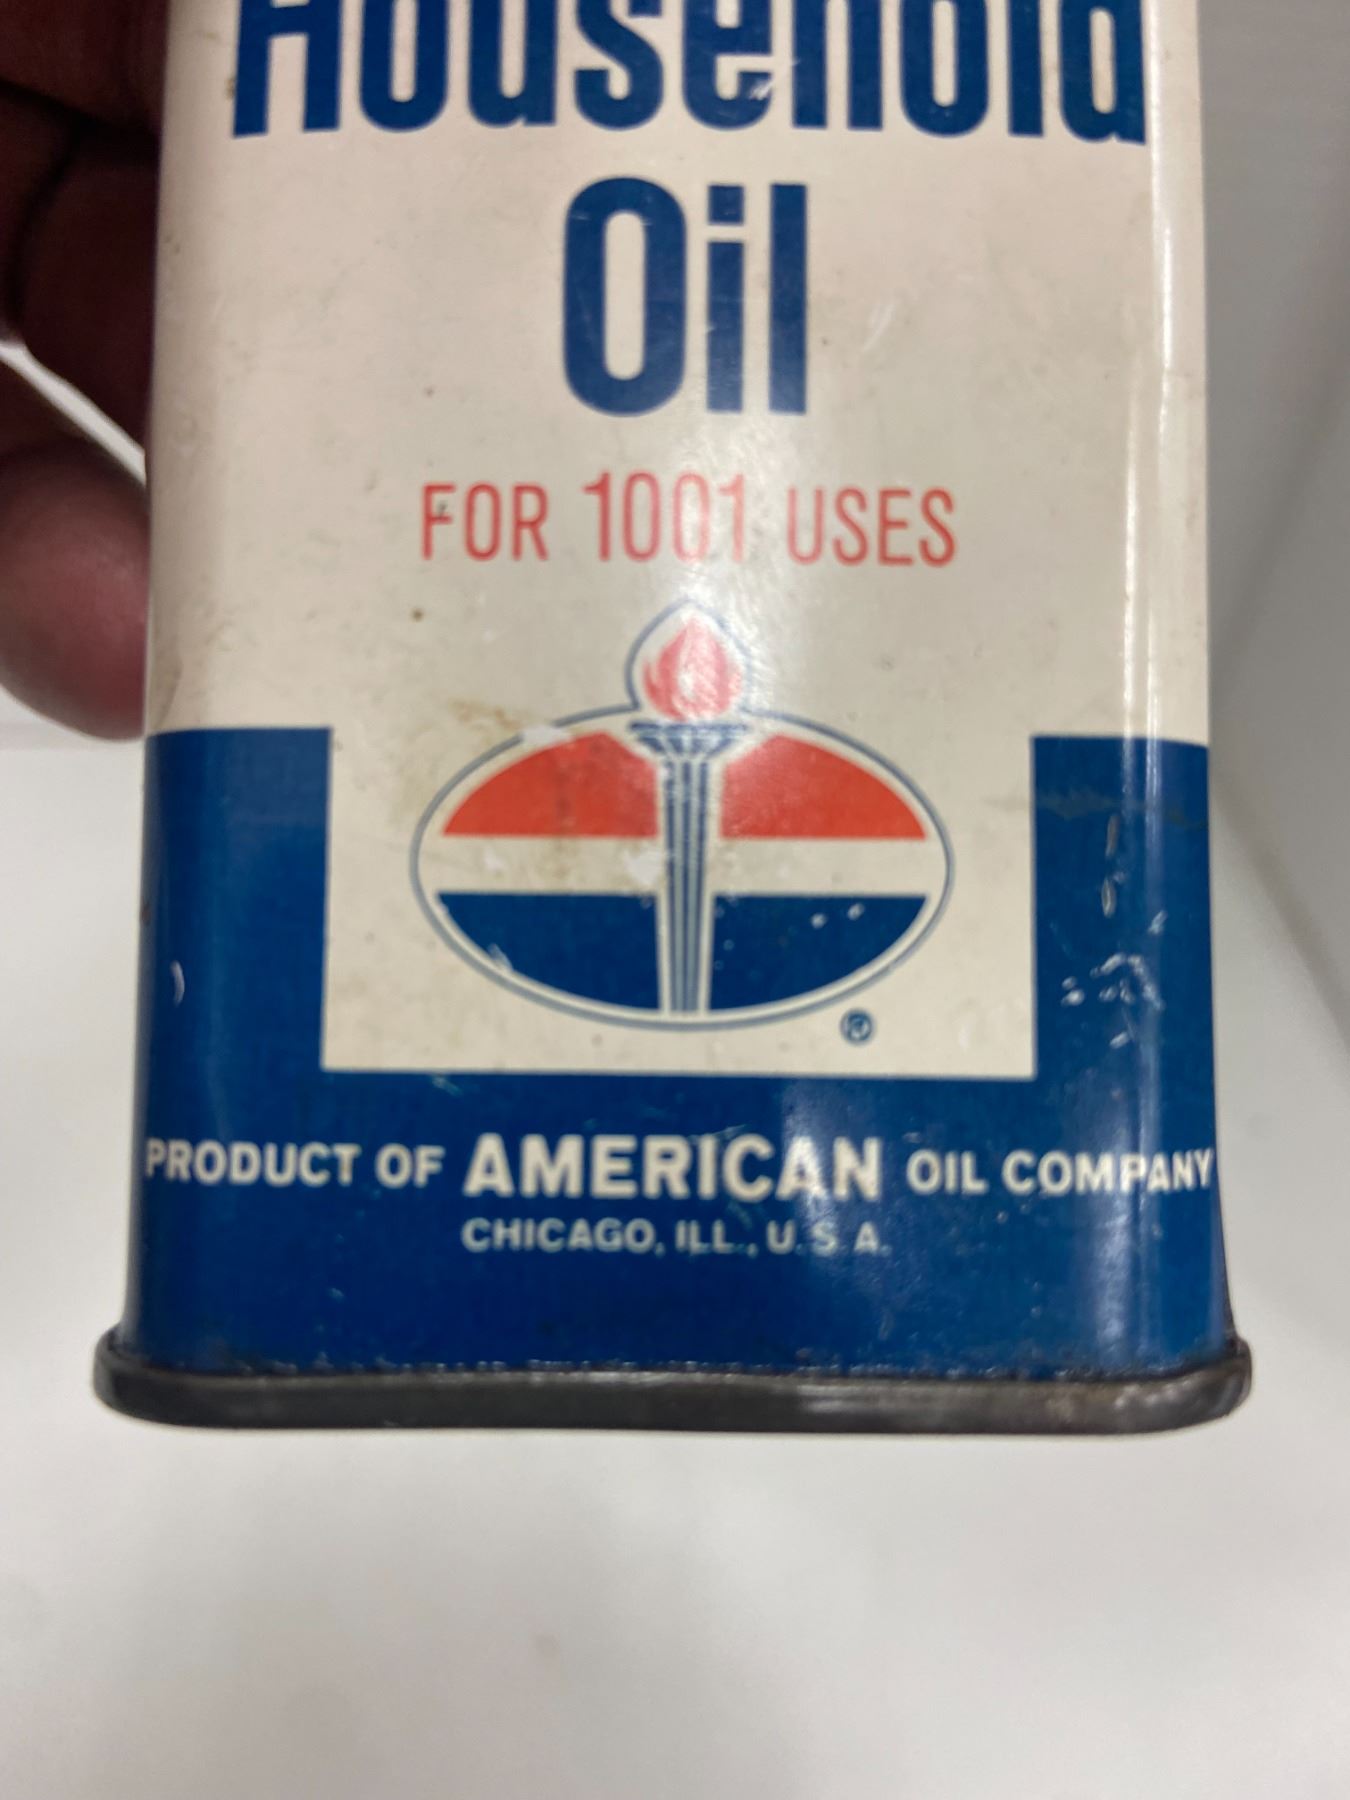 Household
Oil
FOR 1001 USES
®
PRODUCT OF AMERICAN OIL COMPANY
CHICAGO, ILL., U.S.A.